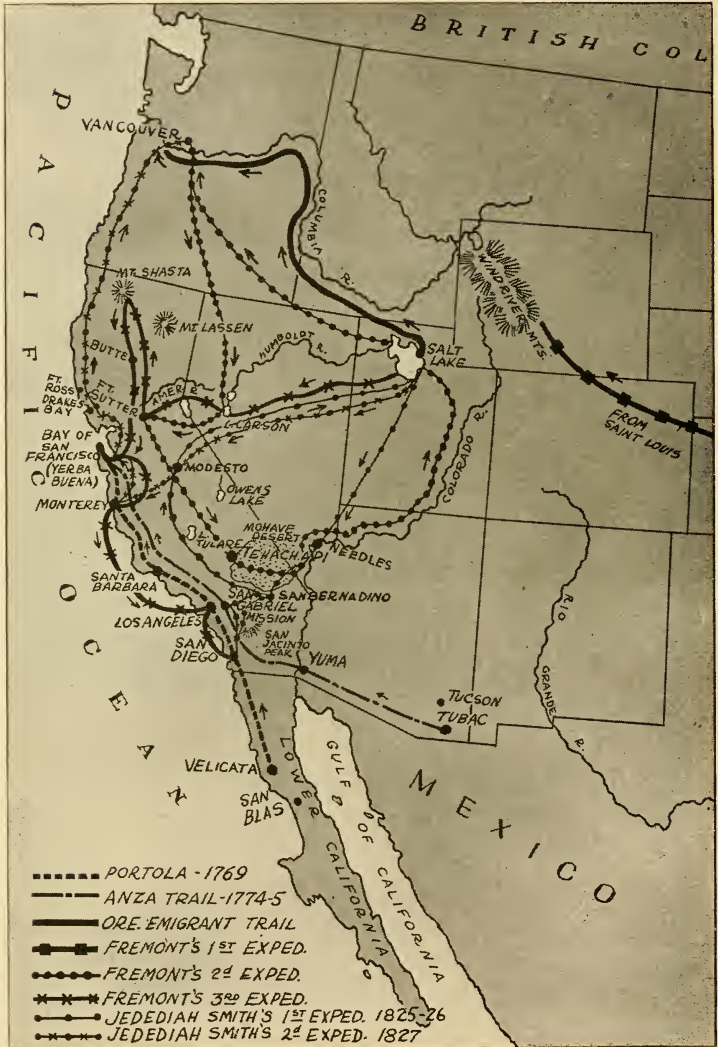 BRITISH COL
PACIFIC
OCEAN
VANCOUVER
COLUMBIA
R.
WIND RIVER MTS.
MT. SHASTA
MT. LASSEN
HUMBOLDT
R.
SALT
LAKE
BUTTE
FT.
SUTTER
AMERIC
FT.
ROSS
DRAKES
BAY
L. CARSON
COLORADO R.
FROM
SAINT LOUIS
BAY OF
SAN
FRANCISCO
(YERBA
BUENA)
MODESTO
OWENS
LAKE
MONTEREY
MOHAVE
DESERT
L.
TULARE
TEHACHAPI
NEEDLES
SANTA
BARBARA
SAN
GABRIEL
MISSION
SAN BERNADINO
LOS ANGELES
SAN
JACINTO
PEAK
SAN
DIEGO
YUMA
TUCSON
TUBAC
RIO
GRANDE
R.
VELICATA
SAN
BLAS
LOWER
CALIFORNIA
GULF OF CALIFORNIA
MEXICO
PORTOLA - 1769
ANZA TRAIL - 1774-5
ORE. EMIGRANT TRAIL
FREMONT'S 1ST EXPED.
FREMONT'S 2d EXPED.
FREMONT'S 3RD EXPED.
JEDEDIAH SMITH'S 1ST EXPED. 1825-26
JEDEDIAH SMITH'S 2d EXPED. 1827